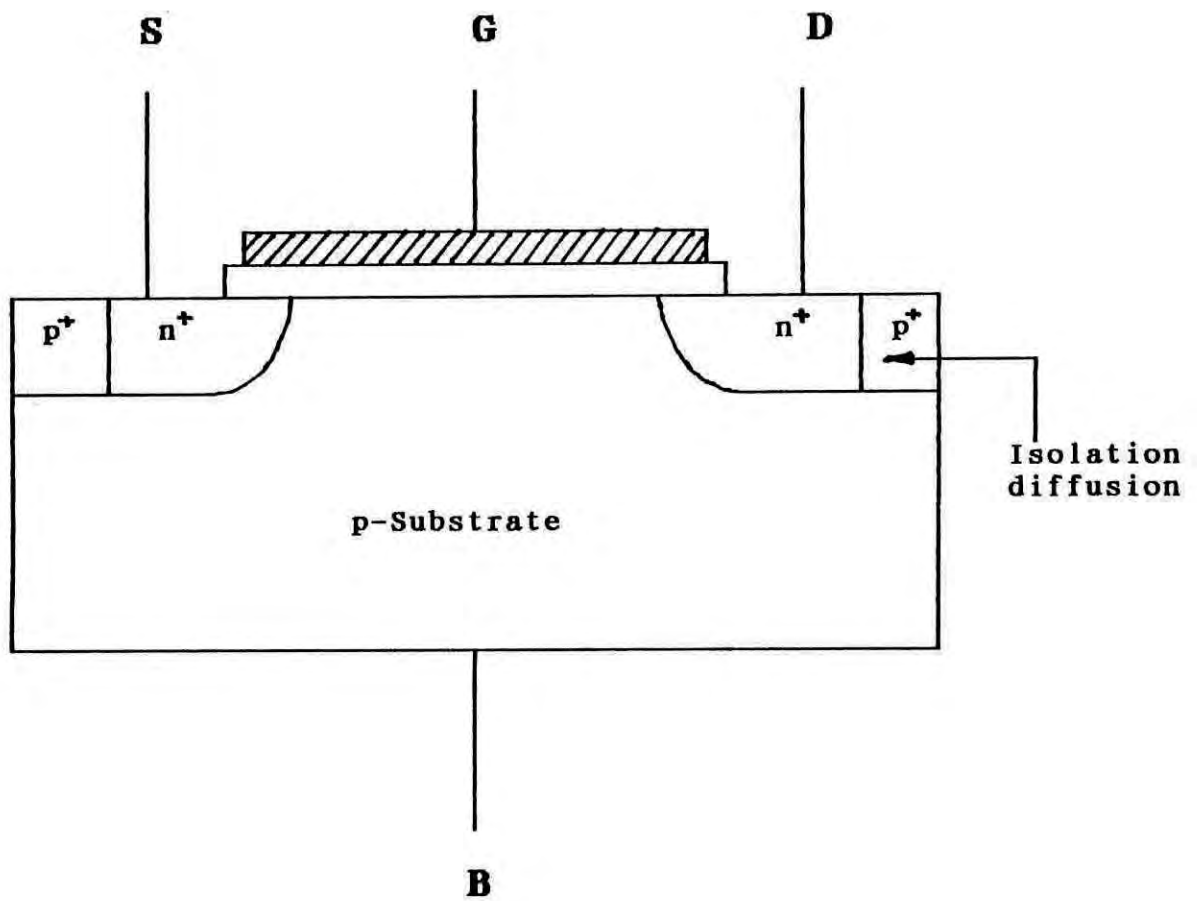 S
G
D
p⁺
n⁺
n⁺
p⁺
Isolation
diffusion
p-Substrate
B